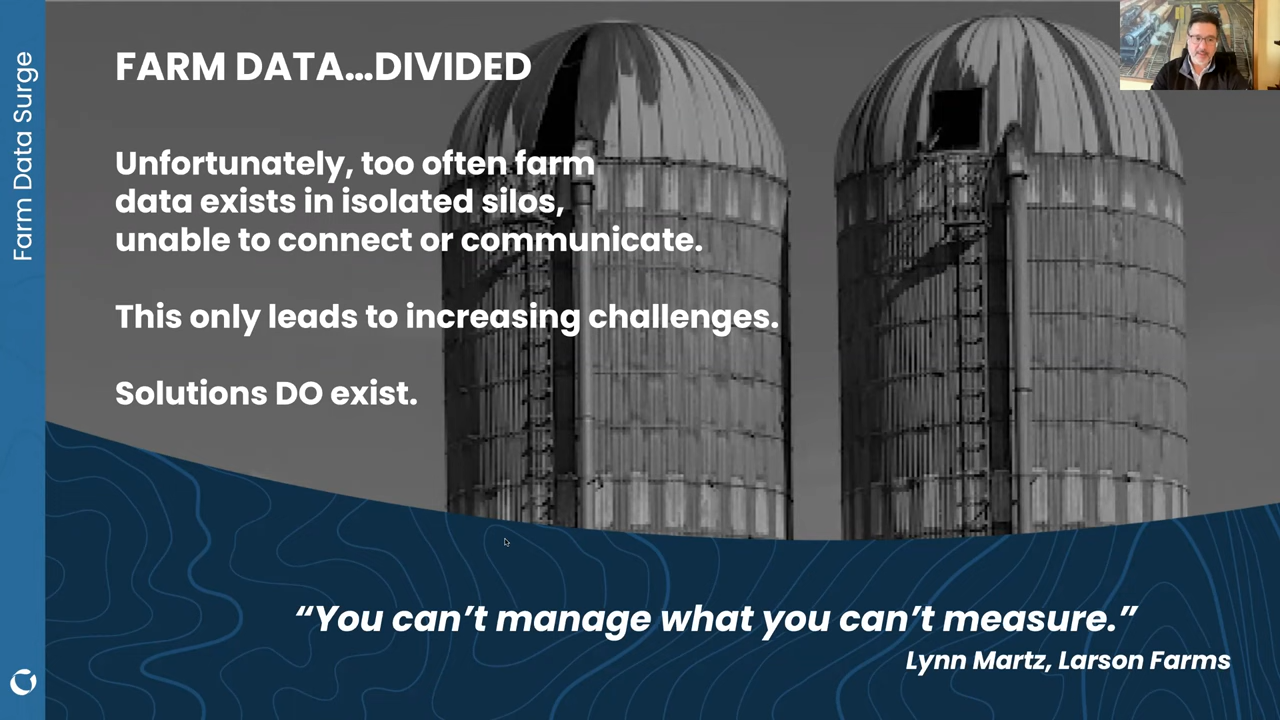 Farm Data Surge
FARM DATA...DIVIDED
Unfortunately, too often farm
data exists in isolated silos,
unable to connect or communicate.
This only leads to increasing challenges.
Solutions DO exist.
“You can’t manage what you can’t measure.”
Lynn Martz, Larson Farms